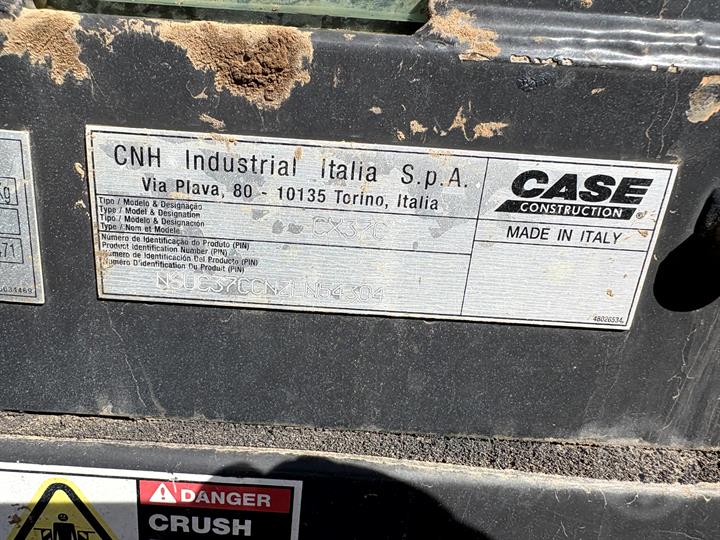 CNH Industrial Italia S.p.A.
Via Plava, 80 - 10135 Torino, Italia
Tipo / Modelo & Designação
Type / Model & Designation
Tipo / Modelo & Designación
Type / Nom et Modele
CX37C
Número de Identificação do Produto (PIN)
Product Identification Number (PIN)
Número de Identificación Del Producto (PIN)
Numéro D'identification Du Produit (PIN)
CASE
CONSTRUCTION
MADE IN ITALY
48026534
DANGER
CRUSH